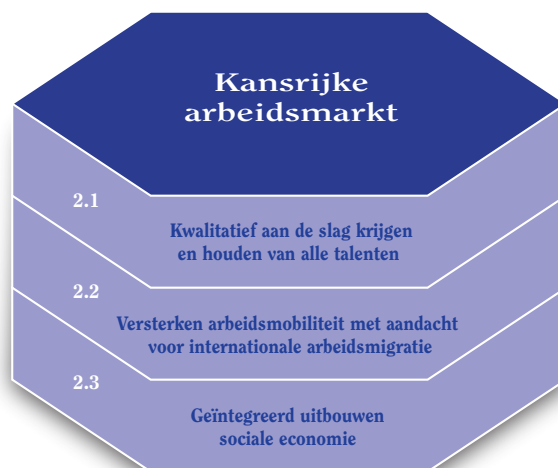 Kansrijke
arbeidsmarkt
2.1
Kwalitatief aan de slag krijgen
en houden van alle talenten
2.2
Versterken arbeidsmobiliteit met aandacht
voor internationale arbeidsmigratie
2.3
Geïntegreerd uitbouwen
sociale economie